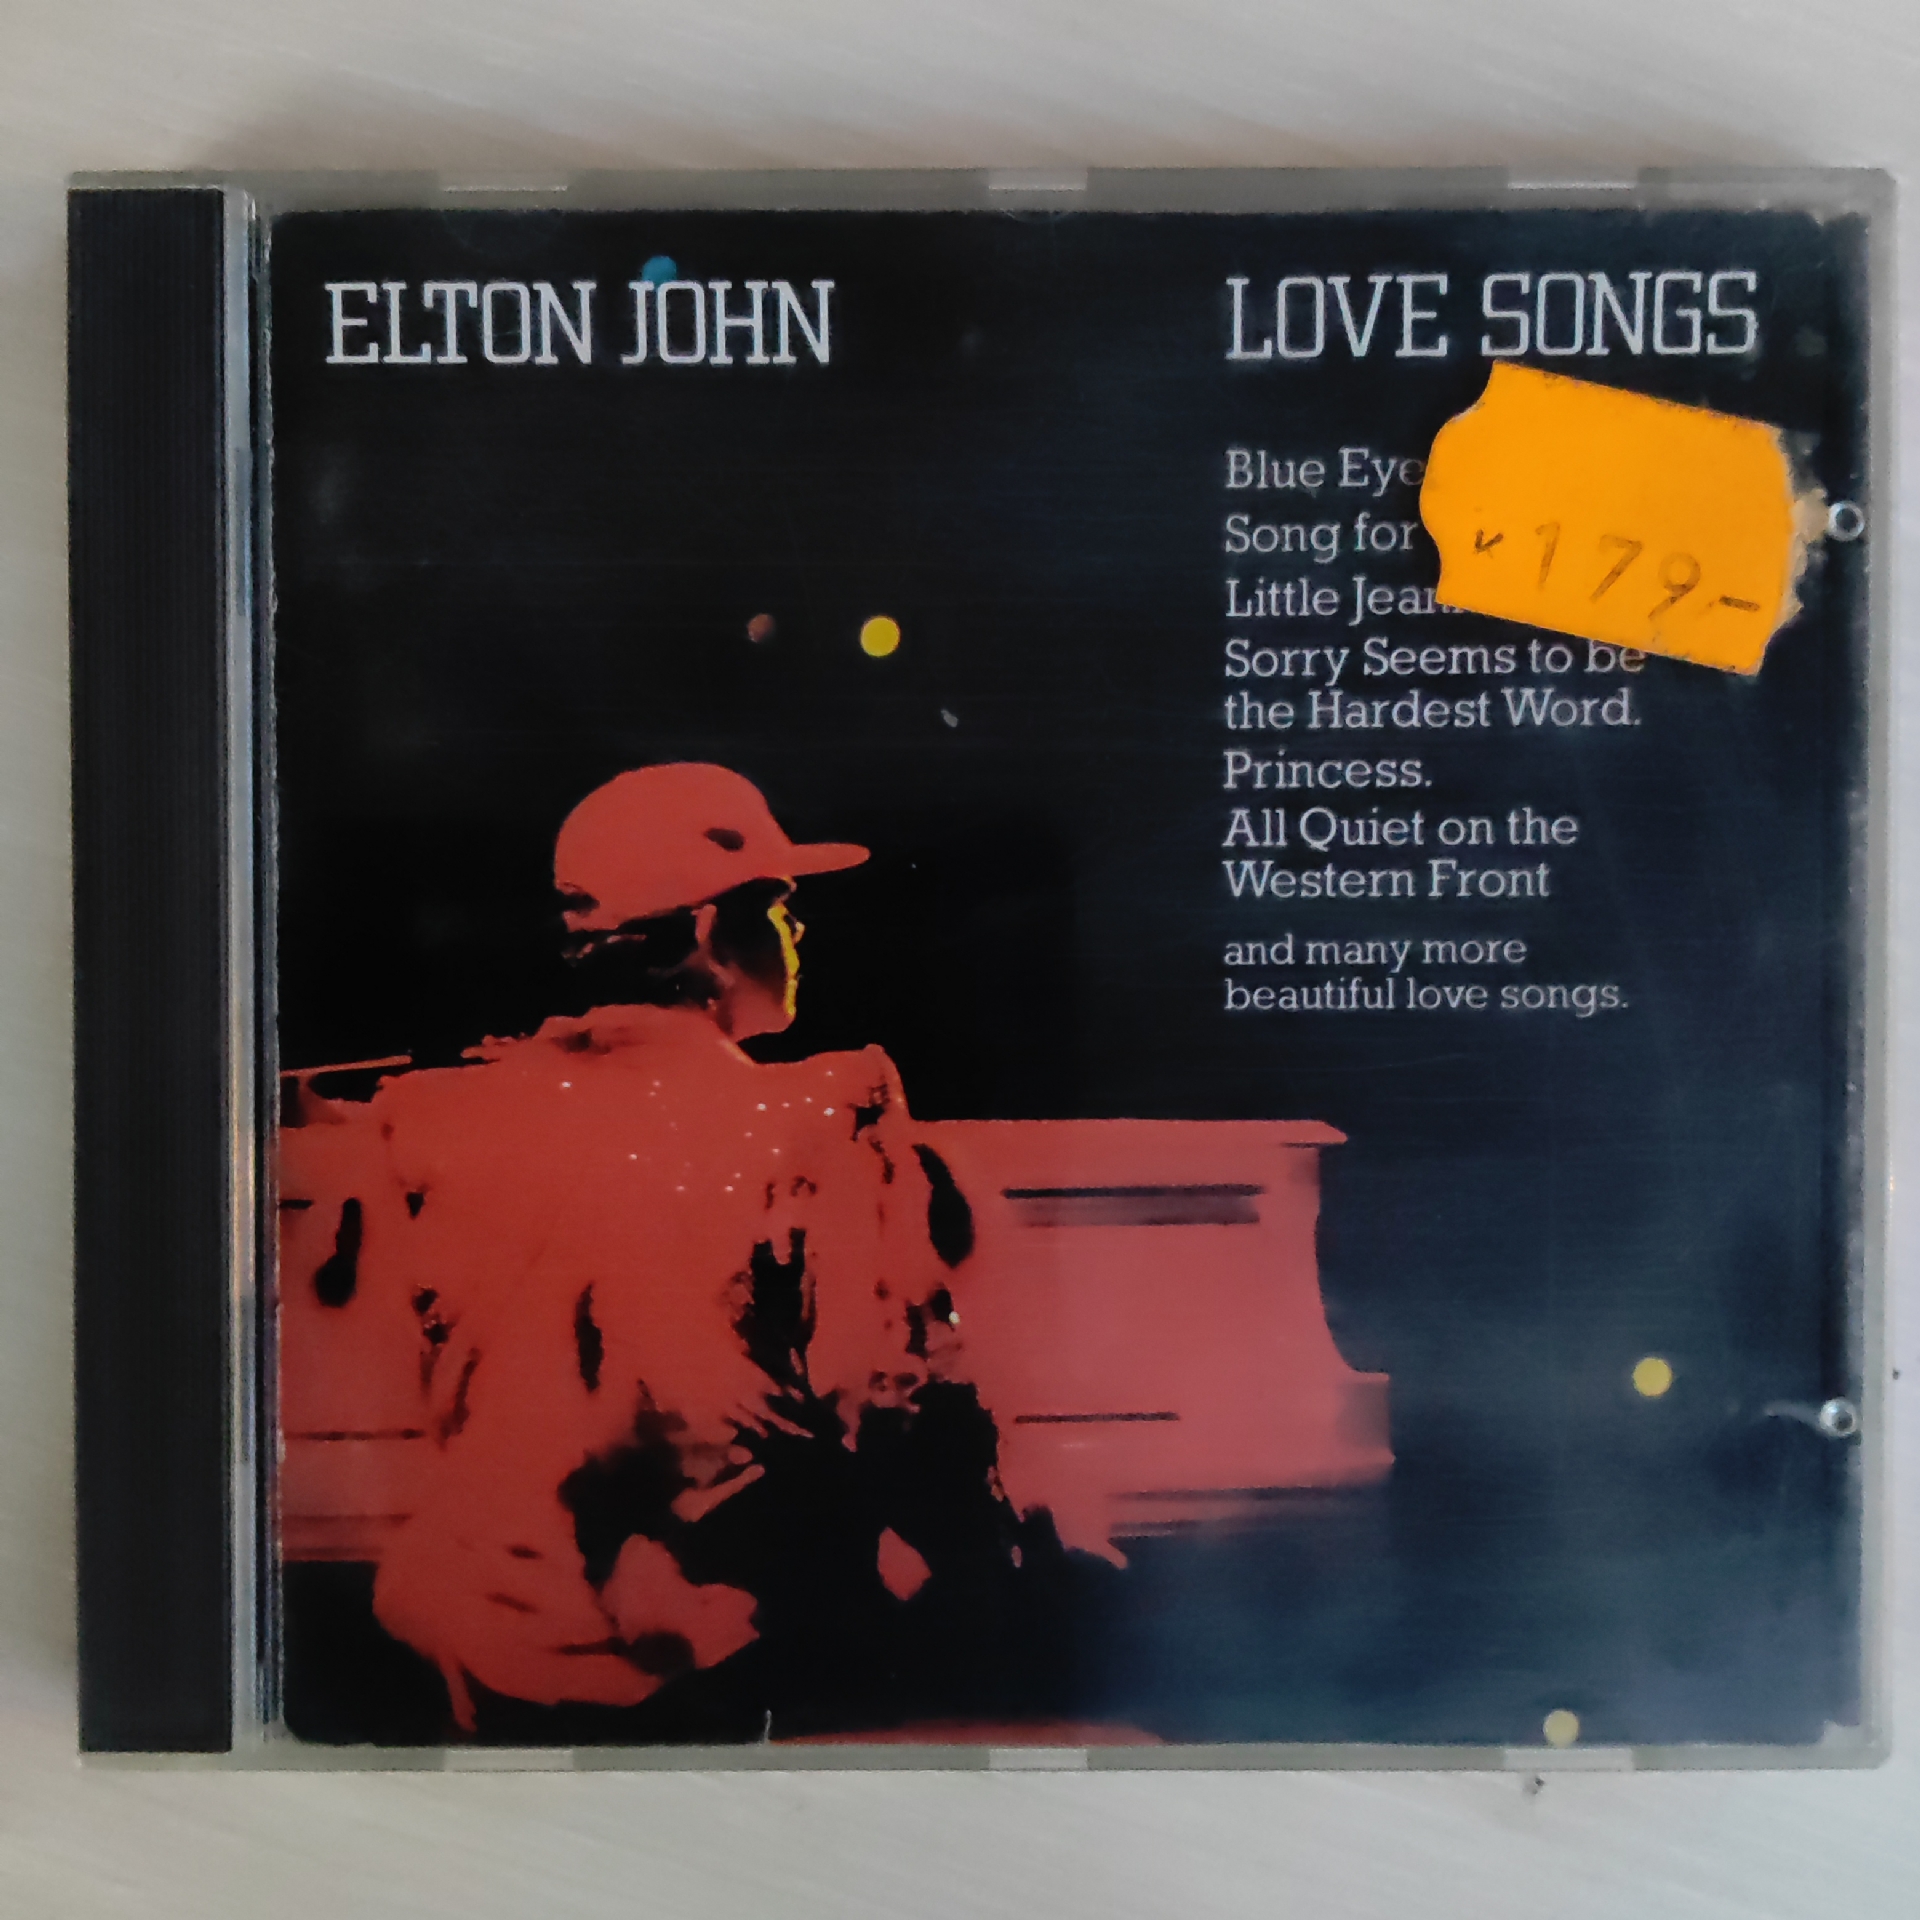 ELTON JOHN
LOVE SONGS
Blue Eye
Song for
Little Jean
Sorry Seems to be
the Hardest Word.
Princess.
All Quiet on the
Western Front
and many more
beautiful love songs.
179,-